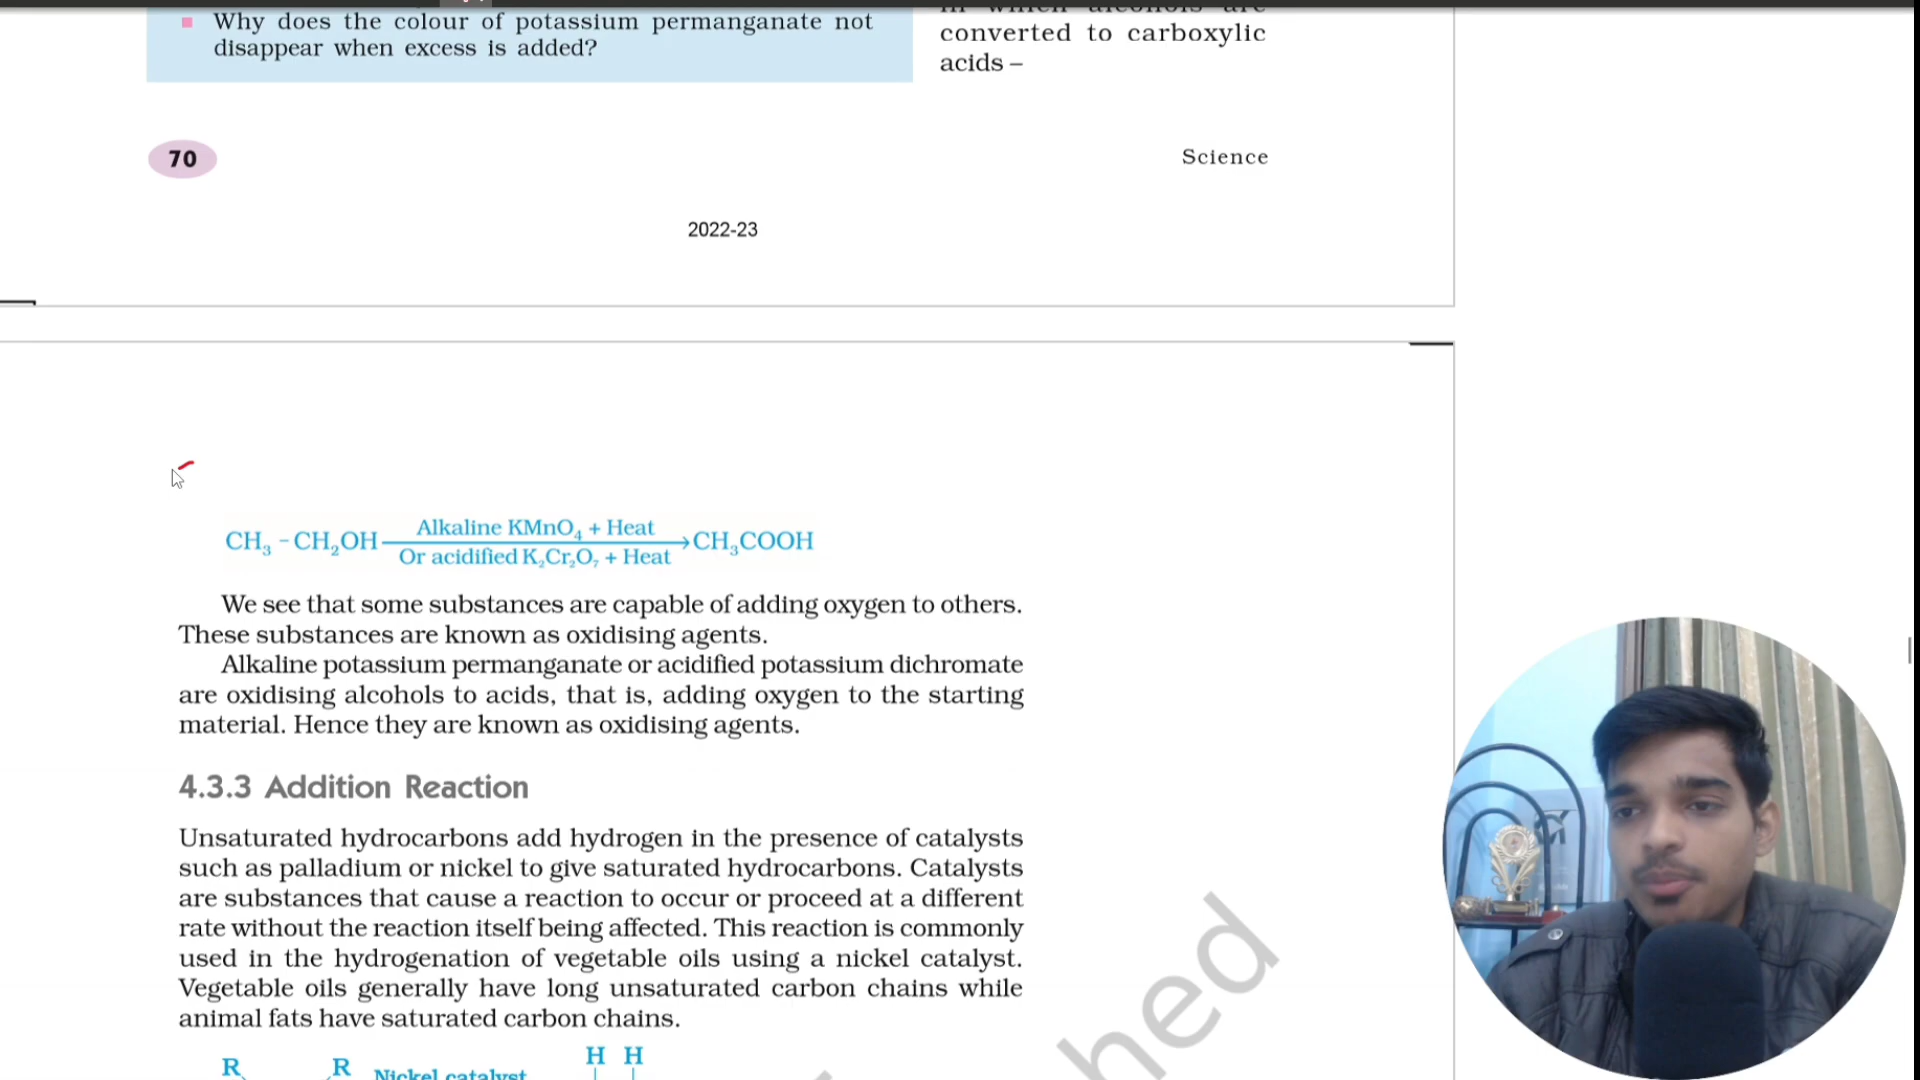 Why does the colour of potassium permanganate not
disappear when excess is added?
in which alcohols are
converted to carboxylic
acids –
70
Science
2022-23
CH₃ – CH₂OH Alkaline KMnO₄ + Heat Or acidified K₂Cr₂O₇ + Heat → CH₃COOH
We see that some substances are capable of adding oxygen to others.
These substances are known as oxidising agents.
Alkaline potassium permanganate or acidified potassium dichromate
are oxidising alcohols to acids, that is, adding oxygen to the starting
material. Hence they are known as oxidising agents.
4.3.3 Addition Reaction
Unsaturated hydrocarbons add hydrogen in the presence of catalysts
such as palladium or nickel to give saturated hydrocarbons. Catalysts
are substances that cause a reaction to occur or proceed at a different
rate without the reaction itself being affected. This reaction is commonly
used in the hydrogenation of vegetable oils using a nickel catalyst.
Vegetable oils generally have long unsaturated carbon chains while
animal fats have saturated carbon chains.
hed
H H
R R Nickel catalyst